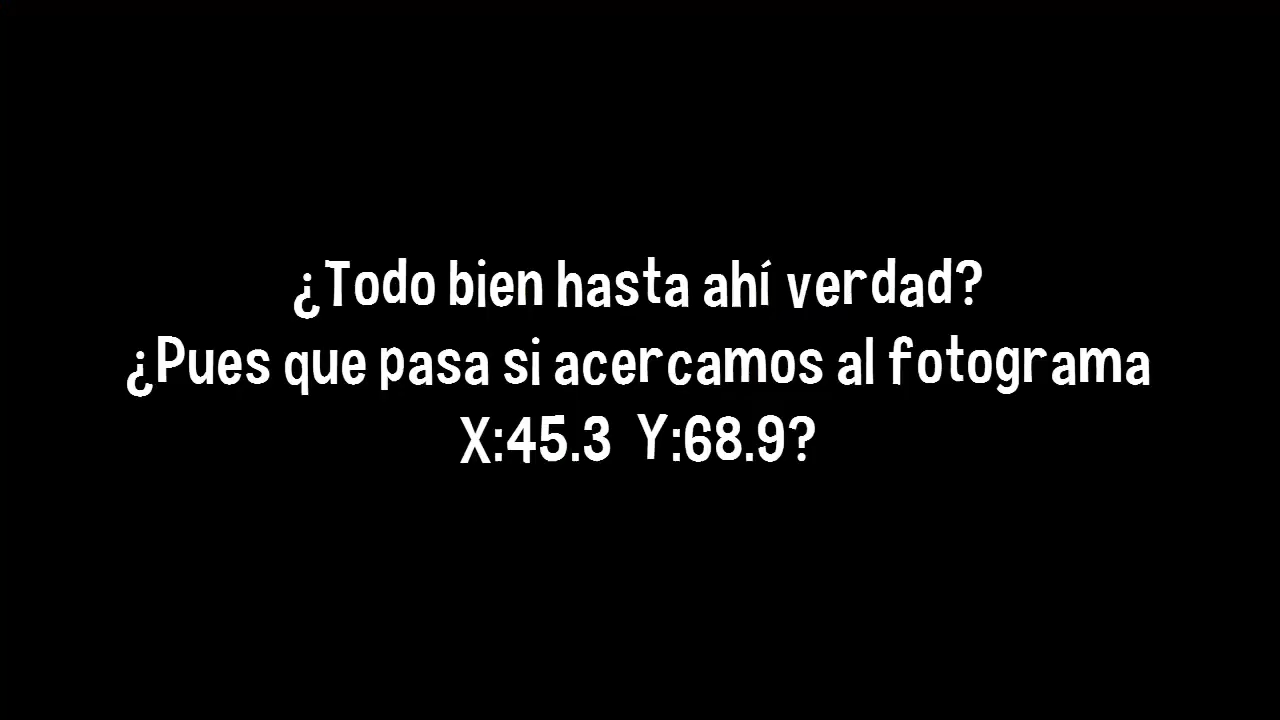 ¿Todo bien hasta ahí verdad?
¿Pues que pasa si acercamos al fotograma
X:45.3 Y:68.9?